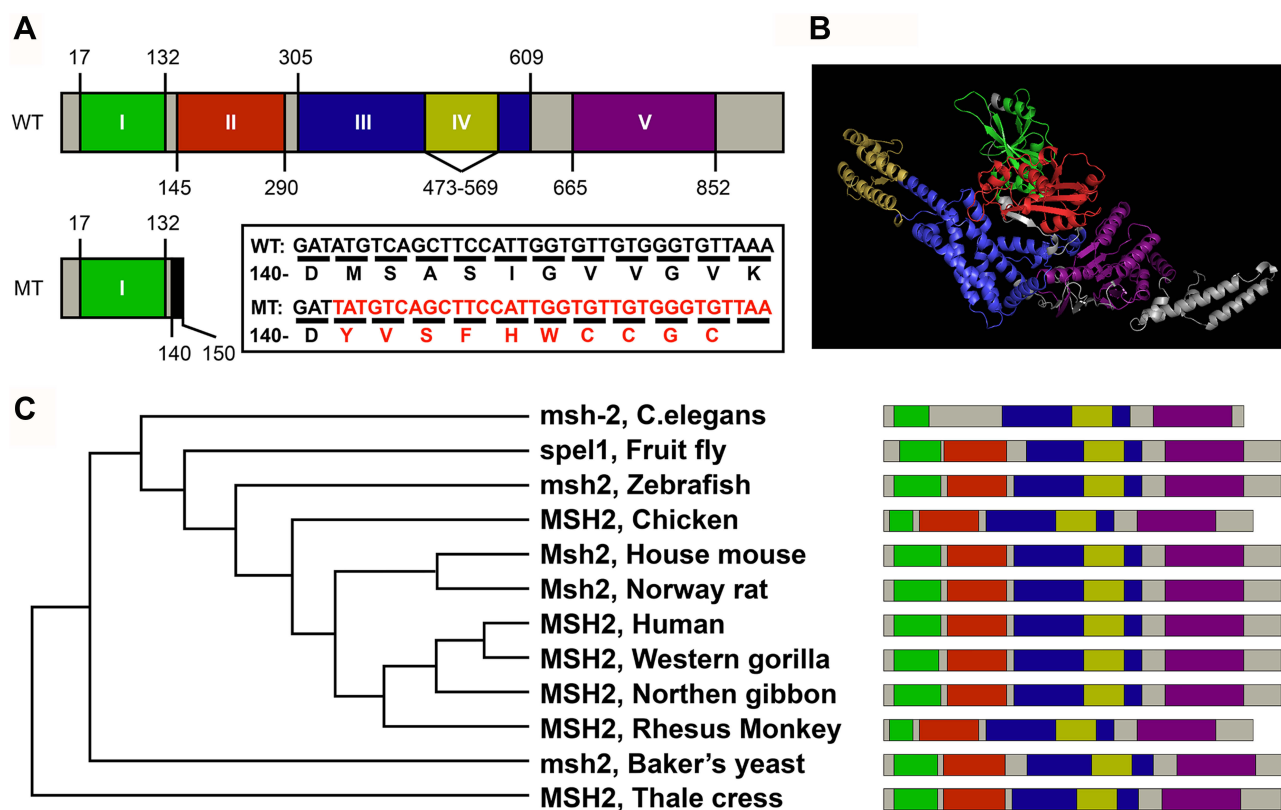 A
17 132 305 609
WT I II III IV V
145 290 473-569 665 852
17 132
MT I
140 150
WT: GATATGTCAGCTTCCATTGGTGTTGTGGGTGTTAAA
140- D M S A S I G V V G V K
MT: GATTATGTCAGCTTCCATTGGTGTTGTGGGTGTTAA
140- D Y V S F H W C C G C
B
C
msh-2, C.elegans
spel1, Fruit fly
msh2, Zebrafish
MSH2, Chicken
Msh2, House mouse
Msh2, Norway rat
MSH2, Human
MSH2, Western gorilla
MSH2, Northen gibbon
MSH2, Rhesus Monkey
msh2, Baker's yeast
MSH2, Thale cress